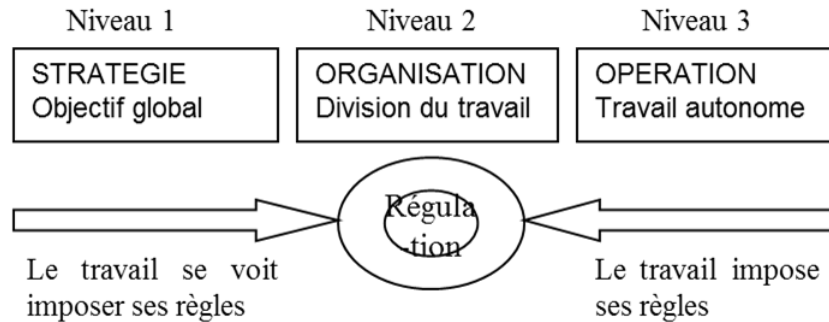 Niveau 1
Niveau 2
Niveau 3
STRATEGIE
Objectif global
ORGANISATION
Division du travail
OPERATION
Travail autonome
Régula
-tion
Le travail se voit
imposer ses règles
Le travail impose
ses règles